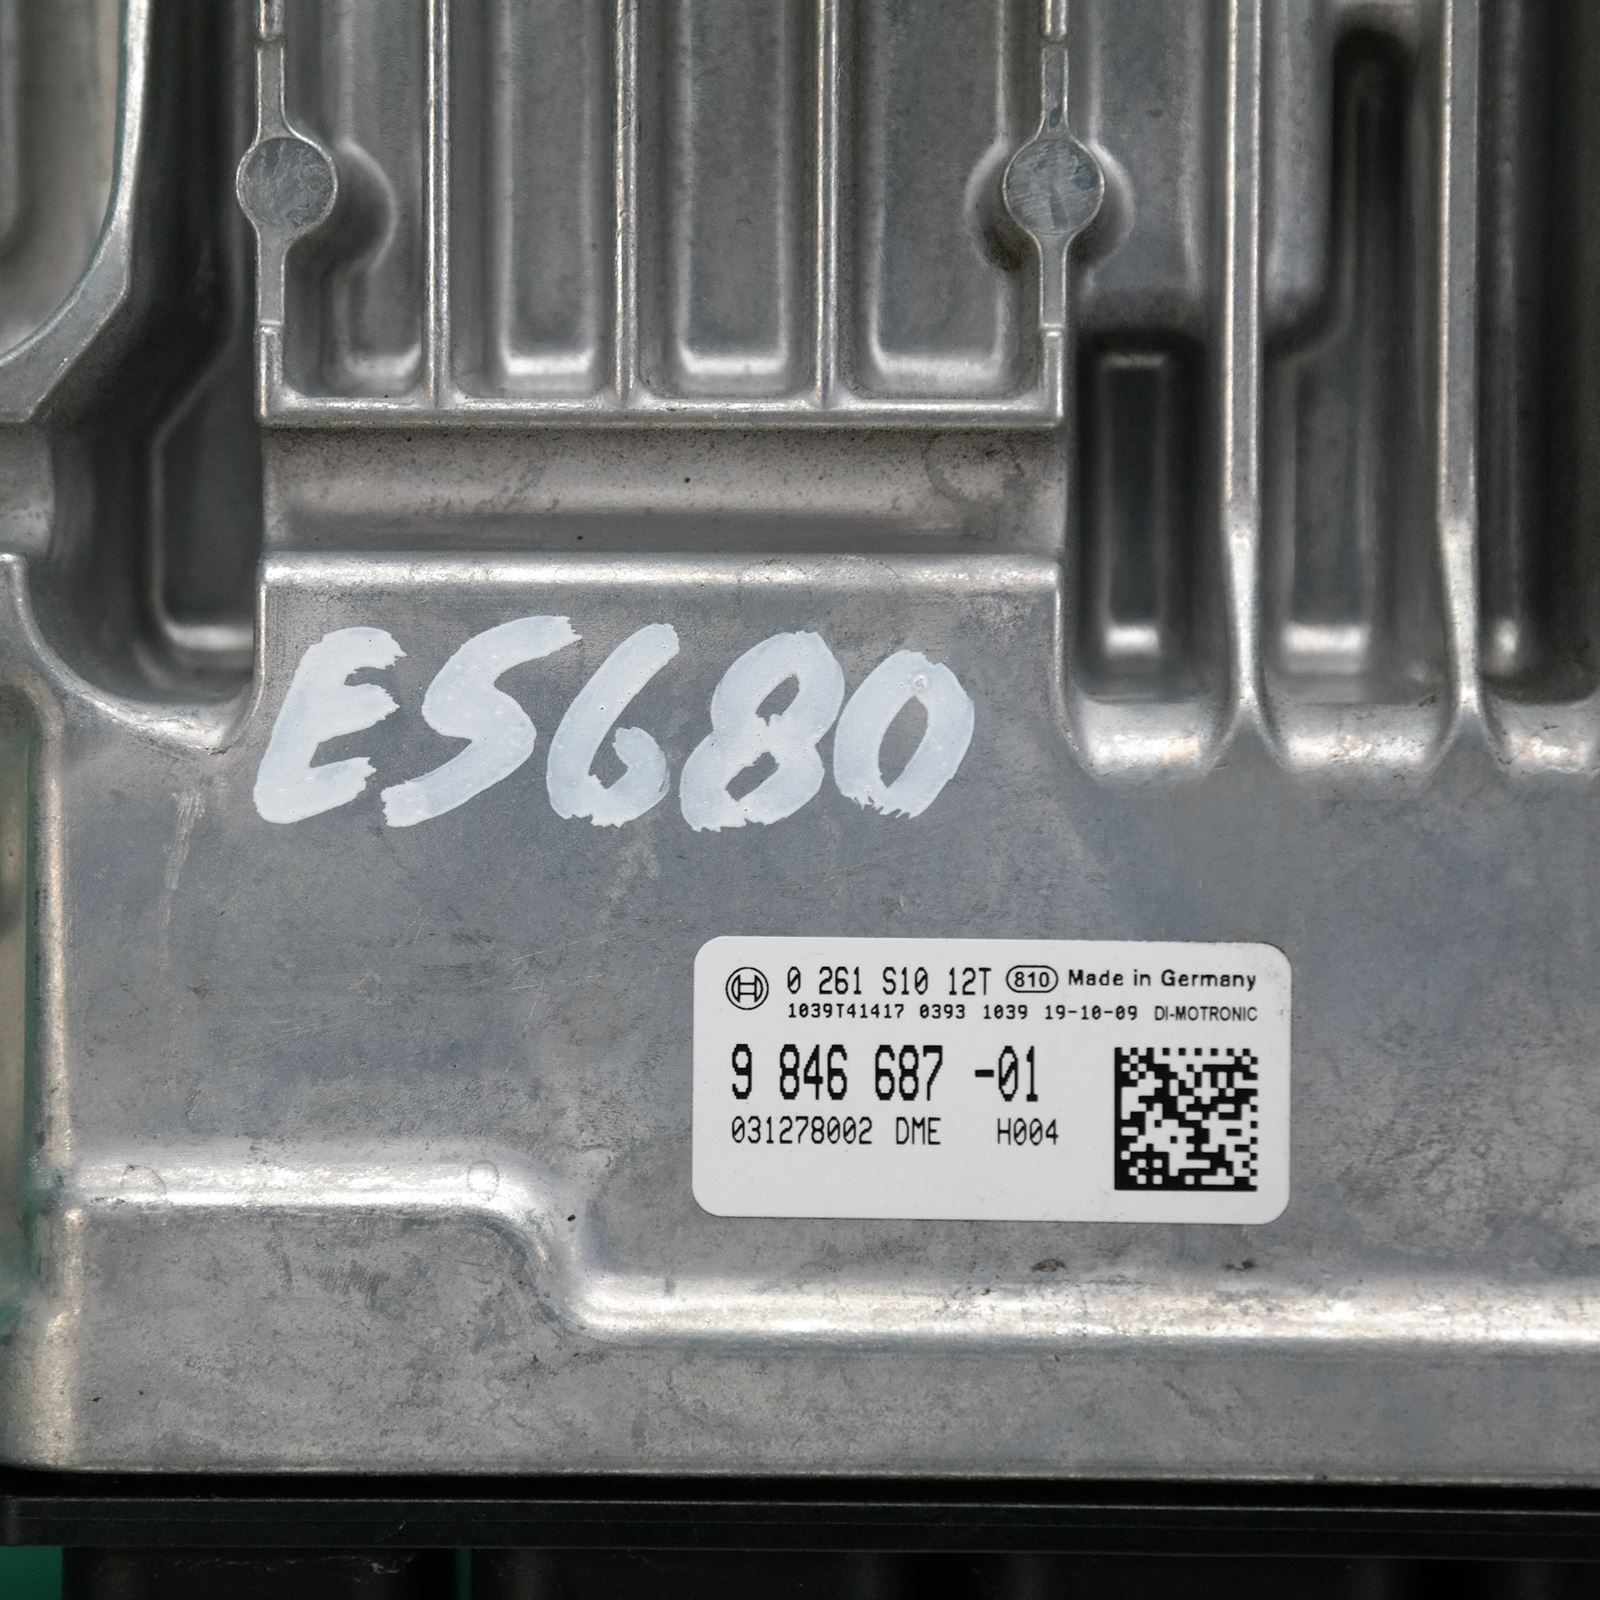 ES680
0 261 S10 12T 810 Made in Germany
1039T41417 0393 1039 19-10-09 DI-MOTRONIC
9 846 687 -01
031278002 DME H004